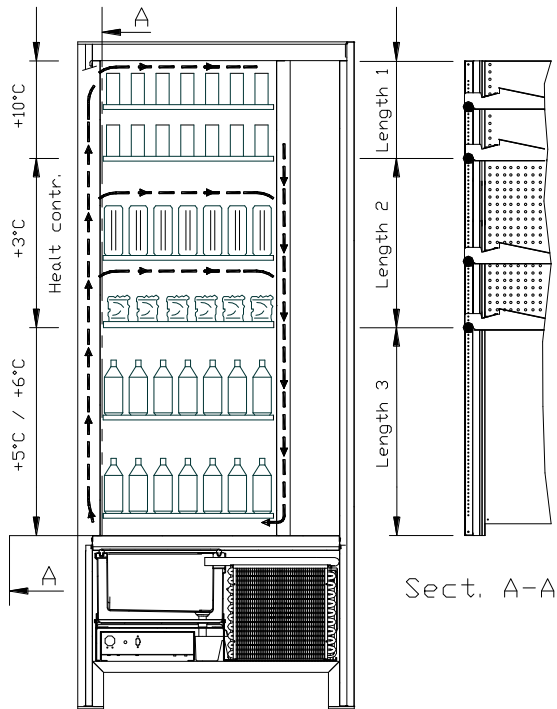 A
+10°C
Length 1
+3°C
Healt contr.
Length 2
+5°C / +6°C
Length 3
A
Sect. A-A